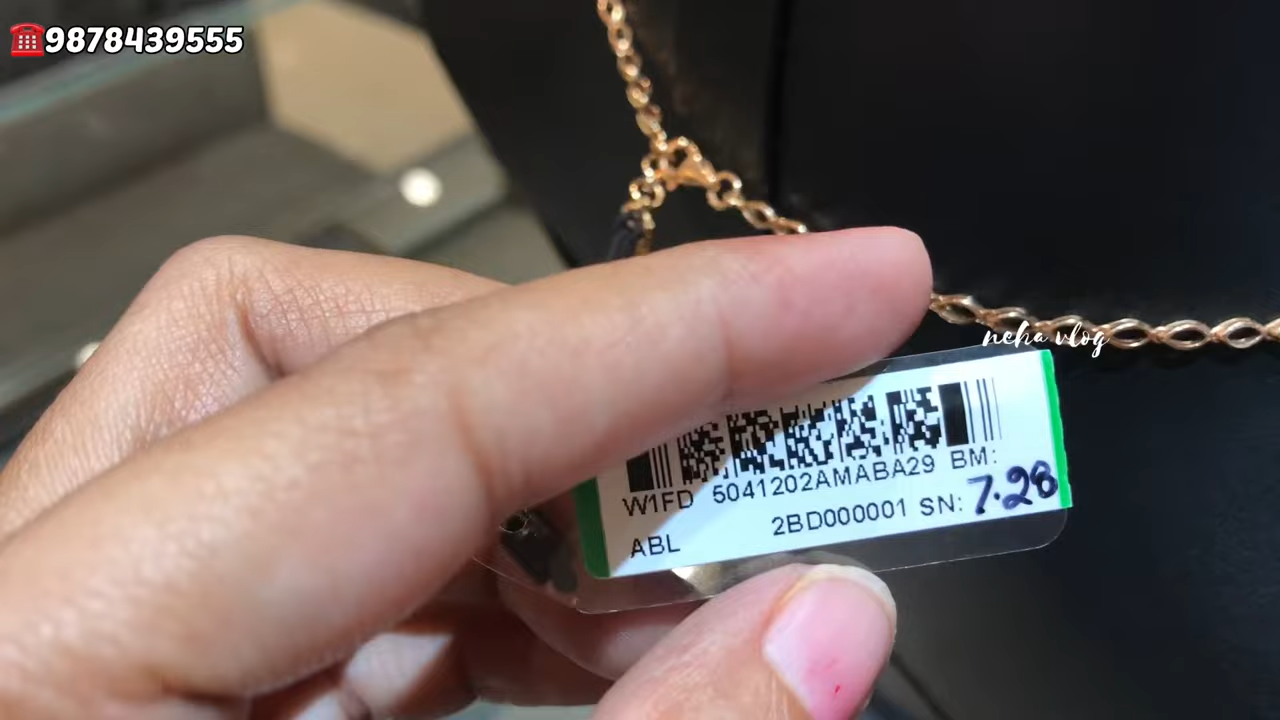 ☎️9878439555
neha vlog
W1FD 5041202AMABA29 BM:
2BD000001 SN: 7.28
ABL